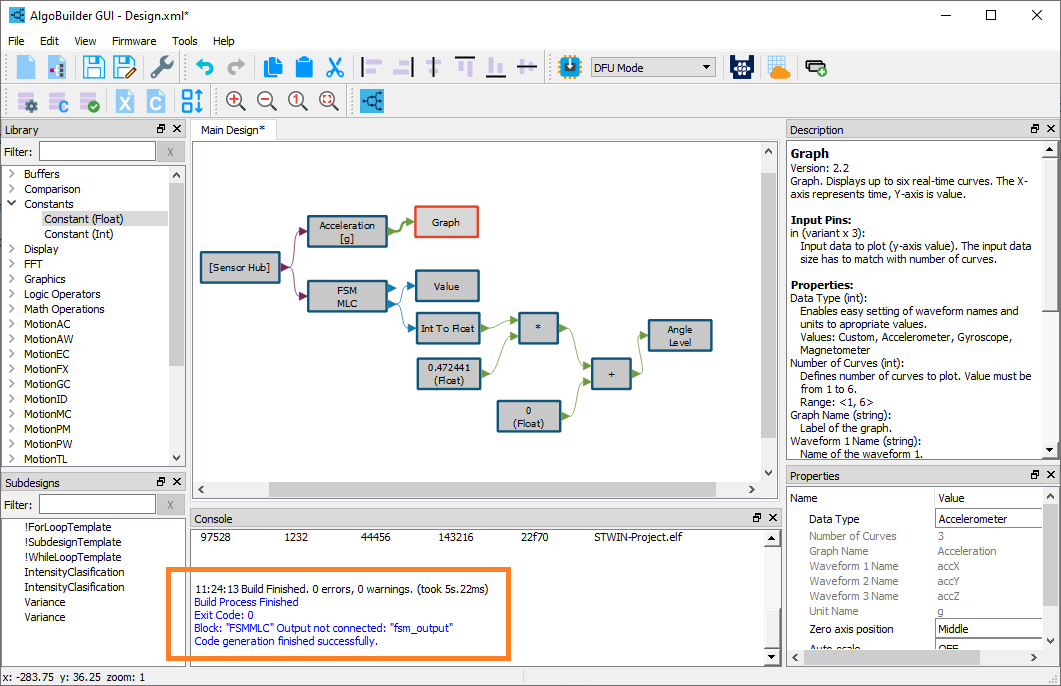 AlgoBuilder GUI - Design.xml*
File Edit View Firmware Tools Help
DFU Mode
Library
Filter:
X
Buffers
Comparison
Constants
Constant (Float)
Constant (Int)
Display
FFT
Graphics
Logic Operators
Math Operations
MotionAC
MotionAW
MotionEC
MotionFX
MotionGC
MotionID
MotionMC
MotionPM
MotionPW
MotionTL
Subdesigns
Filter:
X
!ForLoopTemplate
!SubdesignTemplate
!WhileLoopTemplate
IntensityClasification
IntensityClasification
Variance
Variance
Main Design*
[Sensor Hub]
Acceleration
[g]
Graph
FSM
MLC
Value
Int To Float
*
0.472441
(Float)
+
0
(Float)
Angle
Level
Console
97528 1232 44456 143216 22f70 STWIN-Project.elf
11:24:13 Build Finished. 0 errors, 0 warnings. (took 5s.22ms)
Build Process Finished
Exit Code: 0
Block: "FSMMLC" Output not connected: "fsm_output"
Code generation finished successfully.
Description
Graph
Version: 2.2
Graph. Displays up to six real-time curves. The X-
axis represents time, Y-axis is value.
Input Pins:
in (variant x 3):
Input data to plot (y-axis value). The input data
size has to match with number of curves.
Properties:
Data Type (int):
Enables easy setting of waveform names and
units to apropriate values.
Values: Custom, Accelerometer, Gyroscope,
Magnetometer
Number of Curves (int):
Defines number of curves to plot. Value must be
from 1 to 6.
Range: <1, 6>
Graph Name (string):
Label of the graph.
Waveform 1 Name (string):
Name of the waveform 1.
Properties
Name Value
Data Type Accelerometer
Number of Curves 3
Graph Name Acceleration
Waveform 1 Name accX
Waveform 2 Name accY
Waveform 3 Name accZ
Unit Name g
Zero axis position Middle
Auto-scale OFF
x: -283.75 y: 36.25 zoom: 1